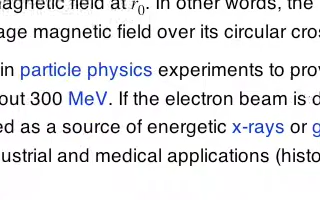 agnetic field at r₀. In other words, the
age magnetic field over its circular cros
in particle physics experiments to prov
out 300 MeV. If the electron beam is d
ed as a source of energetic x-rays or g
ustrial and medical applications (histo